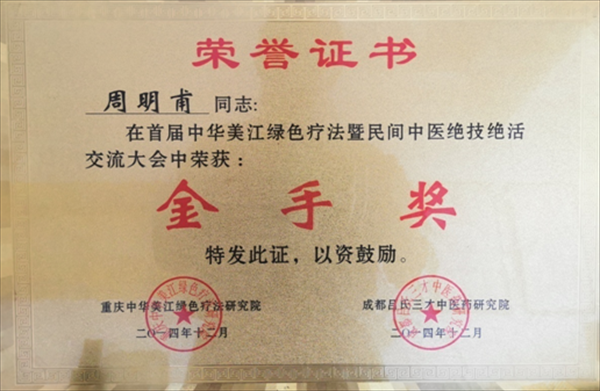 荣誉证书
周明甫 同志:
在首届中华美江绿色疗法暨民间中医绝技绝活
交流大会中荣获：
金手奖
特发此证，以资鼓励。
重庆中华美江绿色疗法研究院
二〇一四年十二月
成都吕氏三才中医药研究院
二〇一四年十二月